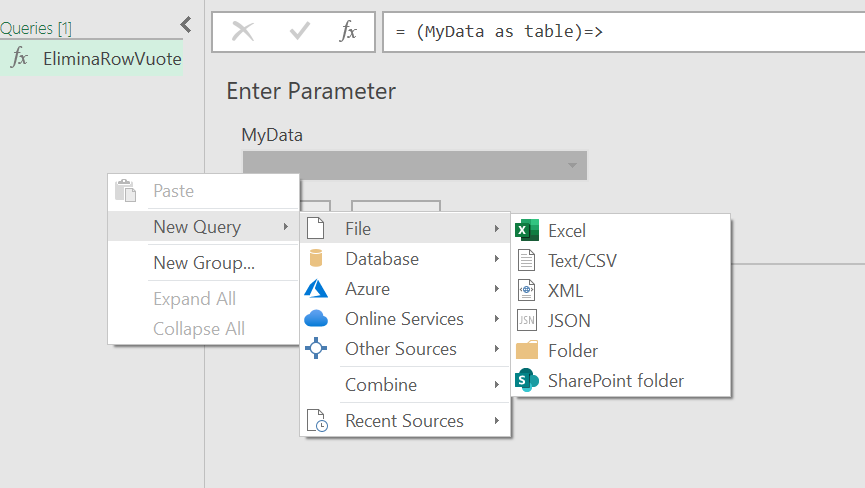 Queries [1]
fx EliminaRowVuote
fx = (MyData as table)=>
Enter Parameter
MyData
Paste
New Query
New Group...
Expand All
Collapse All
File
Database
Azure
Online Services
Other Sources
Combine
Recent Sources
Excel
Text/CSV
XML
JSN JSON
Folder
SharePoint folder